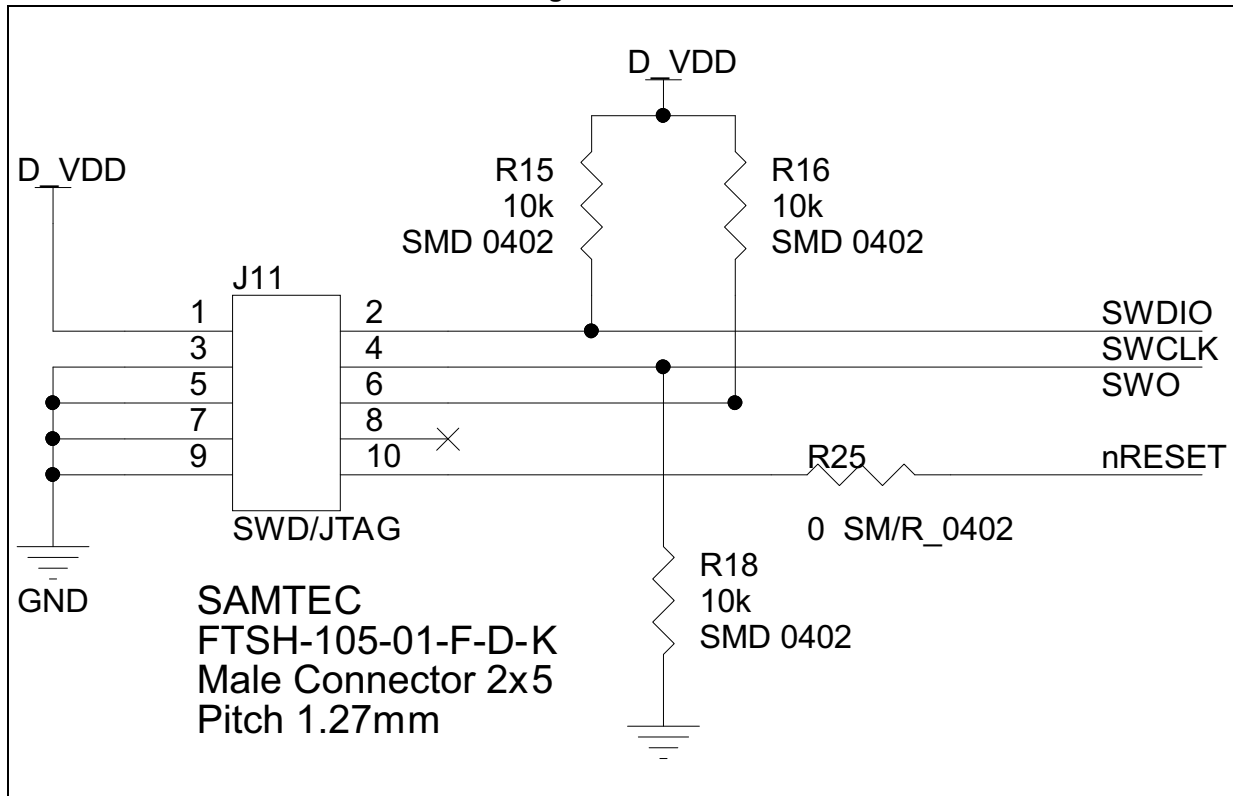 D_VDD
D_VDD
R15
10k
SMD 0402
R16
10k
SMD 0402
J11
1
2
SWDIO
3
4
SWCLK
5
6
SWO
7
8
9
10
R25
nRESET
SWD/JTAG
0 SM/R_0402
GND
R18
10k
SMD 0402
SAMTEC
FTSH-105-01-F-D-K
Male Connector 2x5
Pitch 1.27mm